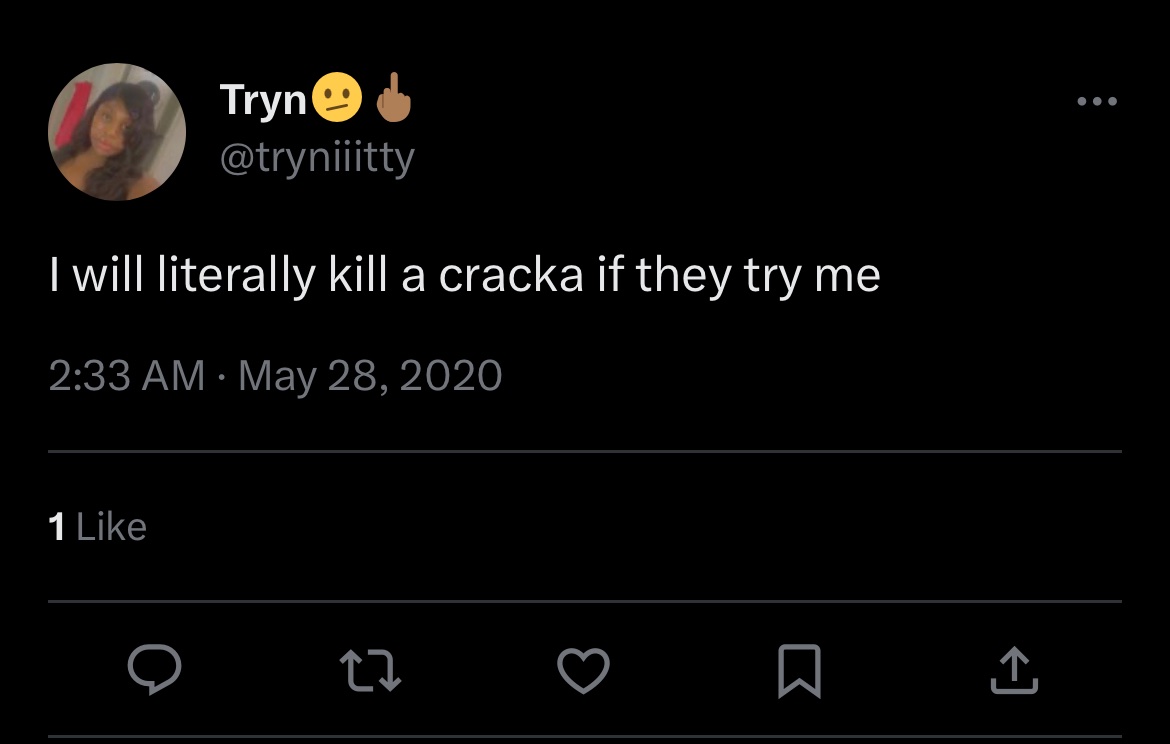 Tryn🫤🖕🏽
@tryniiitty
I will literally kill a cracka if they try me
2:33 AM · May 28, 2020
1 Like